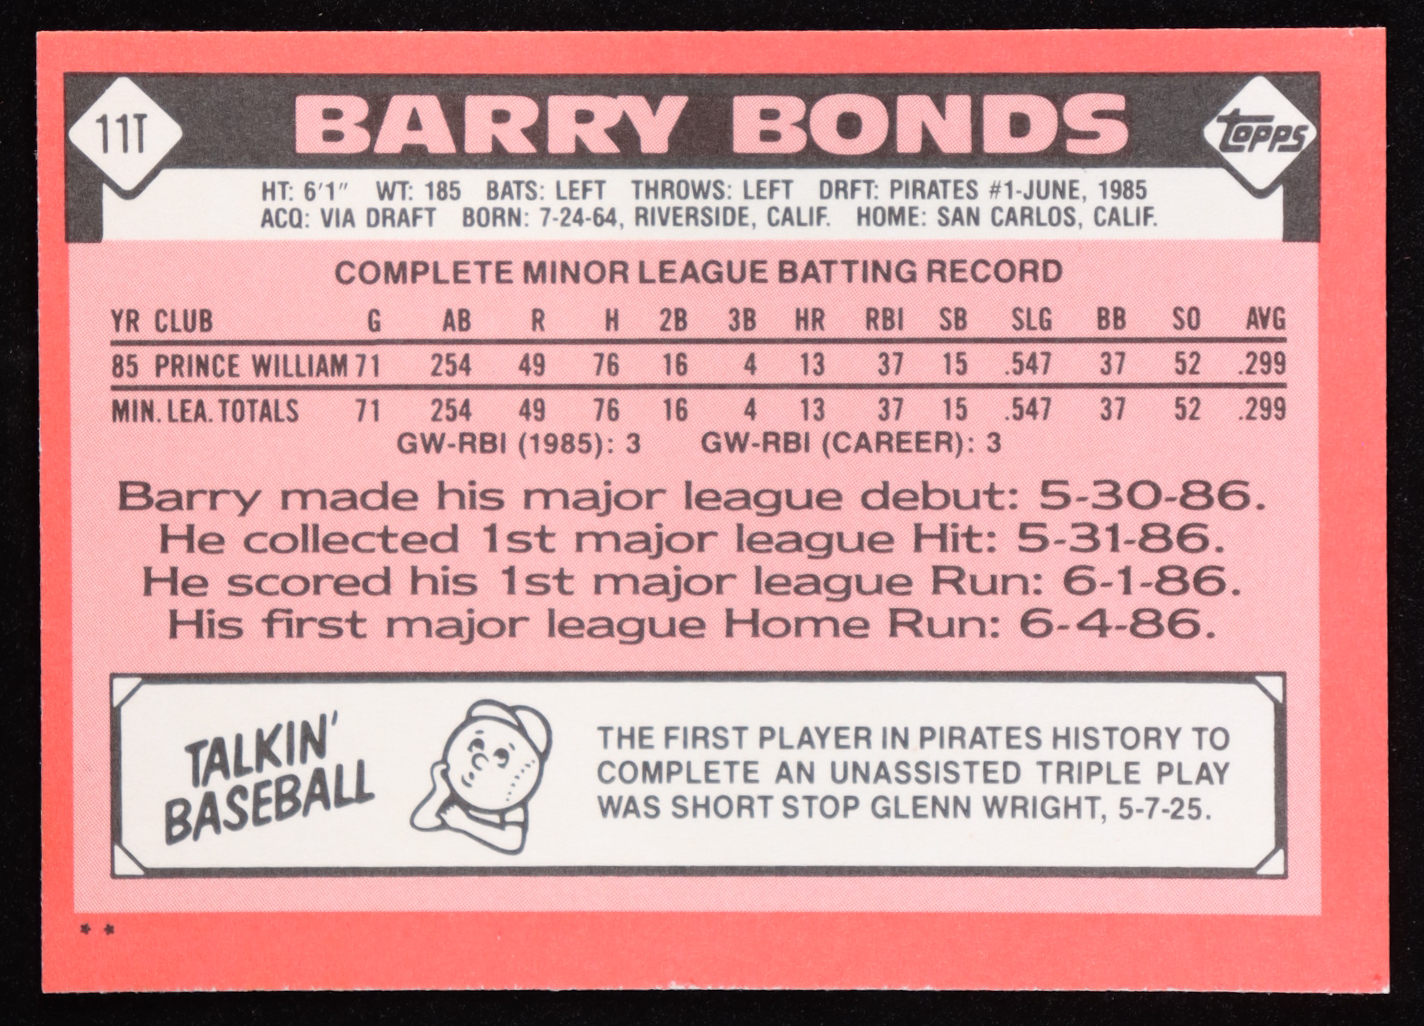 11T BARRY BONDS topps
HT: 6'1" WT: 185 BATS: LEFT THROWS: LEFT DRFT: PIRATES #1-JUNE, 1985
ACQ: VIA DRAFT BORN: 7-24-64, RIVERSIDE, CALIF. HOME: SAN CARLOS, CALIF.
COMPLETE MINOR LEAGUE BATTING RECORD
YR CLUB G AB R H 2B 3B HR RBI SB SLG BB SO AVG
85 PRINCE WILLIAM 71 254 49 76 16 4 13 37 15 .547 37 52 .299
MIN. LEA. TOTALS 71 254 49 76 16 4 13 37 15 .547 37 52 .299
GW-RBI (1985): 3 GW-RBI (CAREER): 3
Barry made his major league debut: 5-30-86.
He collected 1st major league Hit: 5-31-86.
He scored his 1st major league Run: 6-1-86.
His first major league Home Run: 6-4-86.
TALKIN'
BASEBALL
THE FIRST PLAYER IN PIRATES HISTORY TO
COMPLETE AN UNASSISTED TRIPLE PLAY
WAS SHORT STOP GLENN WRIGHT, 5-7-25.
**